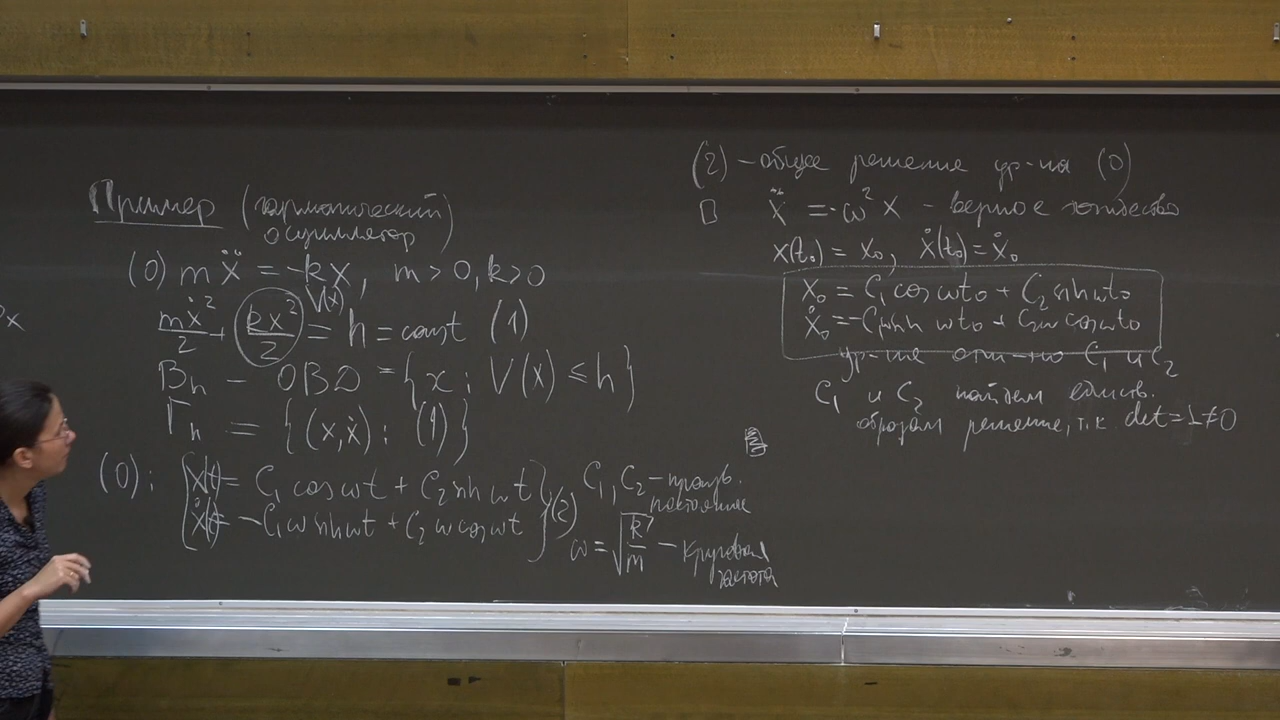 Пример (гармонический
осциллятор)
(0) mẍ = -kx, m > 0, k > 0
mẋ²/2 + kx²/2 = h = const (1)
V(x)
Bₕ - ОВД = {x : V(x) ≤ h}
Γₕ = {(x, ẋ) : (1)}
(0): { x(t) = C₁ cos ωt + C₂ sin ωt
ẋ(t) = -C₁ω sin ωt + C₂ω cos ωt } (2)
C₁, C₂ - произв.
постоянные
ω = √(k/m) - круговая
частота
(2) - общее решение ур-ия (0)
ẍ = -ω²x - верное тождество
x(t₀) = x₀, ẋ(t₀) = ẋ₀
x₀ = C₁ cos ωt₀ + C₂ sin ωt₀
ẋ₀ = -C₁ω sin ωt₀ + C₂ω cos ωt₀
ур-ие отн-но C₁ и C₂
C₁ и C₂ найдем единств.
образом решение, т.к. det = 1 ≠ 0
x